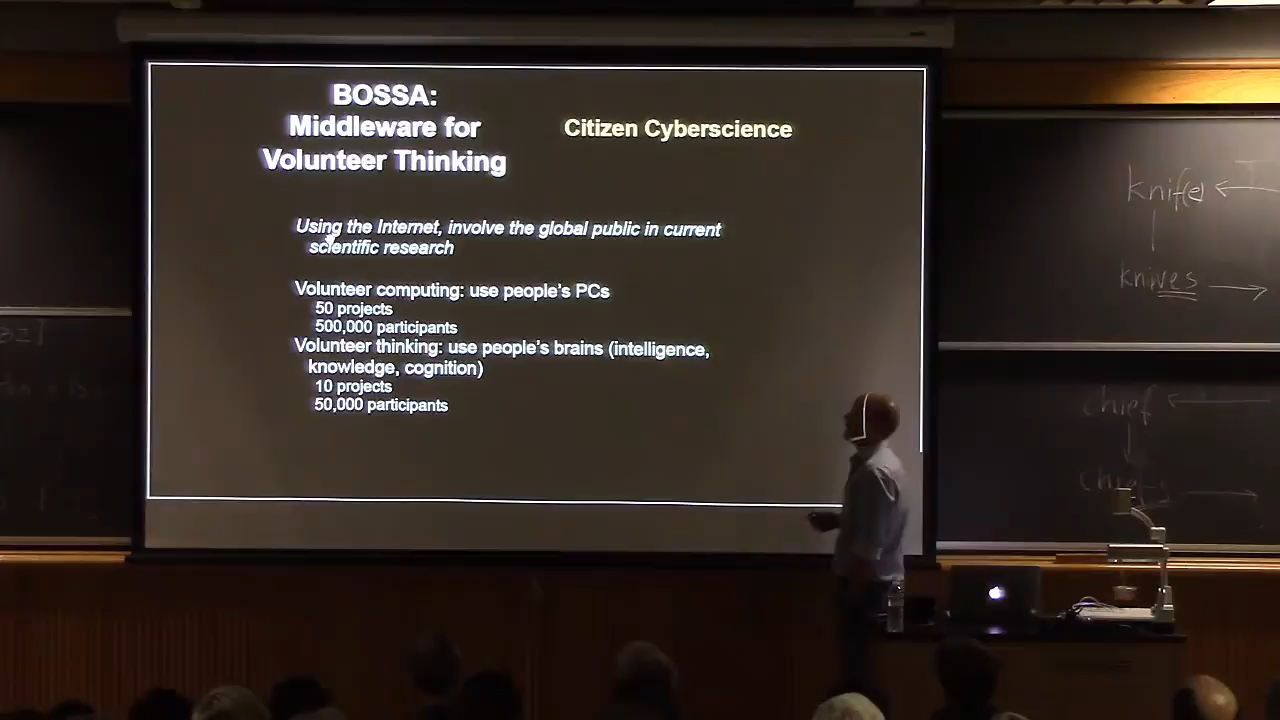 BOSSA:
Middleware for
Volunteer Thinking
Citizen Cyberscience
Using the Internet, involve the global public in current
scientific research
Volunteer computing: use people's PCs
50 projects
500,000 participants
Volunteer thinking: use people's brains (intelligence,
knowledge, cognition)
10 projects
50,000 participants
knif(e)
knives
chief
chiefs